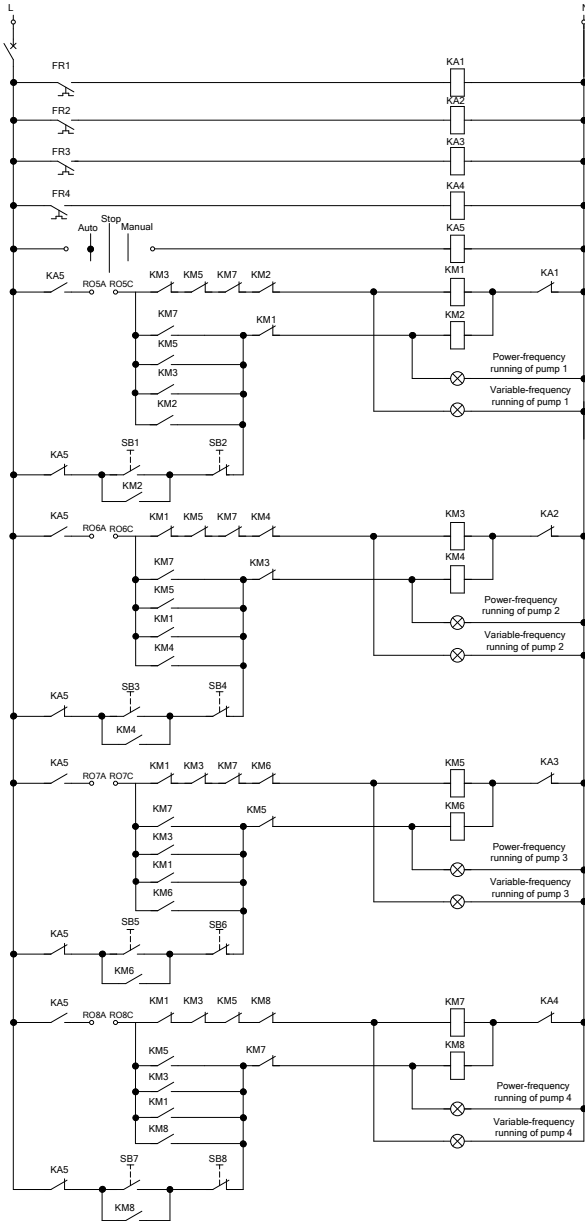 L
N
FR1
KA1
FR2
KA2
FR3
KA3
FR4
KA4
Stop
Auto
Manual
KA5
KA5
RO5A
RO5C
KM3
KM5
KM7
KM2
KM1
KA1
KM7
KM1
KM2
KM5
Power-frequency
running of pump 1
KM3
Variable-frequency
running of pump 1
KM2
KA5
SB1
SB2
KM2
KA5
RO6A
RO6C
KM1
KM5
KM7
KM4
KM3
KA2
KM7
KM3
KM4
KM5
Power-frequency
running of pump 2
KM1
Variable-frequency
running of pump 2
KM4
KA5
SB3
SB4
KM4
KA5
RO7A
RO7C
KM1
KM3
KM7
KM6
KM5
KA3
KM7
KM5
KM6
KM3
Power-frequency
running of pump 3
KM1
Variable-frequency
running of pump 3
KM6
KA5
SB5
SB6
KM6
KA5
RO8A
RO8C
KM1
KM3
KM5
KM8
KM7
KA4
KM5
KM7
KM8
KM3
Power-frequency
running of pump 4
KM1
Variable-frequency
running of pump 4
KM8
KA5
SB7
SB8
KM8